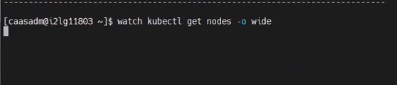 [caasadm@i2lg11803 ~]$ watch kubectl get nodes -o wide